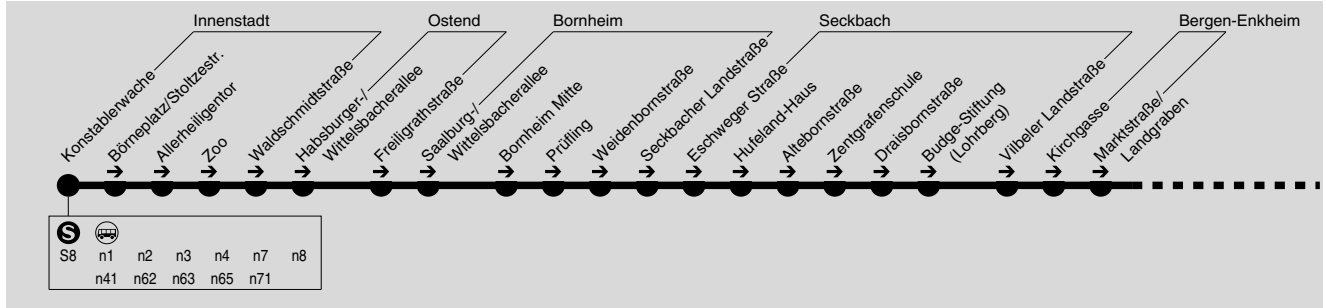 Innenstadt
Ostend
Bornheim
Seckbach
Bergen-Enkheim
Konstablerwache
Börneplatz/Stoltzestr.
Allerheiligentor
Zoo
Waldschmidtstraße
Habsburger-/
Wittelsbacherallee
Freiligrathstraße
Saalburg-/
Wittelsbacherallee
Bornheim Mitte
Prüfling
Weidenbornstraße
Seckbacher Landstraße
Eschweger Straße
Hufeland-Haus
Altebornstraße
Zentgrafenschule
Draisbornstraße
Budge-Stiftung
(Lohrberg)
Vilbeler Landstraße
Kirchgasse
Marktstraße/
Landgraben
S
S8 n1 n2 n3 n4 n7 n8
n41 n62 n63 n65 n71